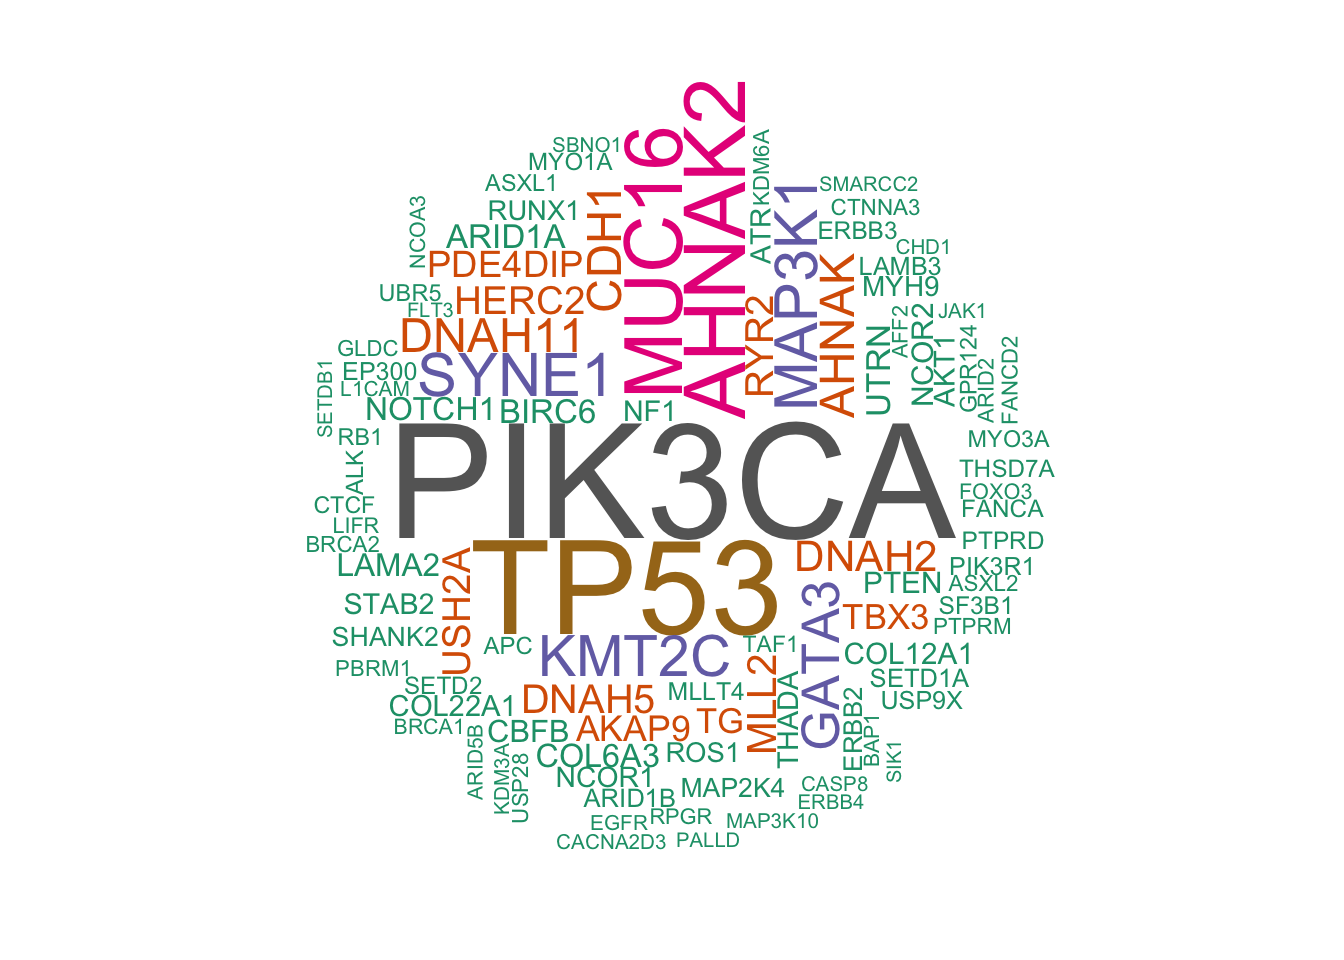 SBNO1
MYO1A
ASXL1
RUNX1
NCOA3
ARID1A
PDE4DIP
CDH1
MUC16
AHNAK2
KDM6A
ATR
MAP3K1
SMARCC2
CTNNA3
ERBB3
CHD1
LAMB3
MYH9
UBR5
HERC2
FLT3
DNAH11
RYR2
AHNAK
UTRN
AFF2
NCOR2
JAK1
AKT1
GPR124
ARID2
FANCD2
GLDC
EP300
SYNE1
L1CAM
SETDB1
NOTCH1
BIRC6
NF1
RB1
ALK
PIK3CA
MYO3A
THSD7A
FOXO3
FANCA
CTCF
LIFR
BRCA2
PTPRD
LAMA2
USH2A
TP53
DNAH2
PIK3R1
PTEN
ASXL2
STAB2
GATA3
TBX3
SF3B1
PTPRM
SHANK2
APC
KMT2C
TAF1
COL12A1
PBRM1
SETD2
SETD1A
COL22A1
DNAH5
MLLT4
MLL2
THADA
USP9X
BRCA1
CBFB
AKAP9
TG
ERBB2
BAP1
SIK1
ARID5B
KDM3A
USP28
COL6A3
ROS1
NCOR1
MAP2K4
CASP8
ARID1B
ERBB4
EGFR
RPGR
MAP3K10
CACNA2D3
PALLD